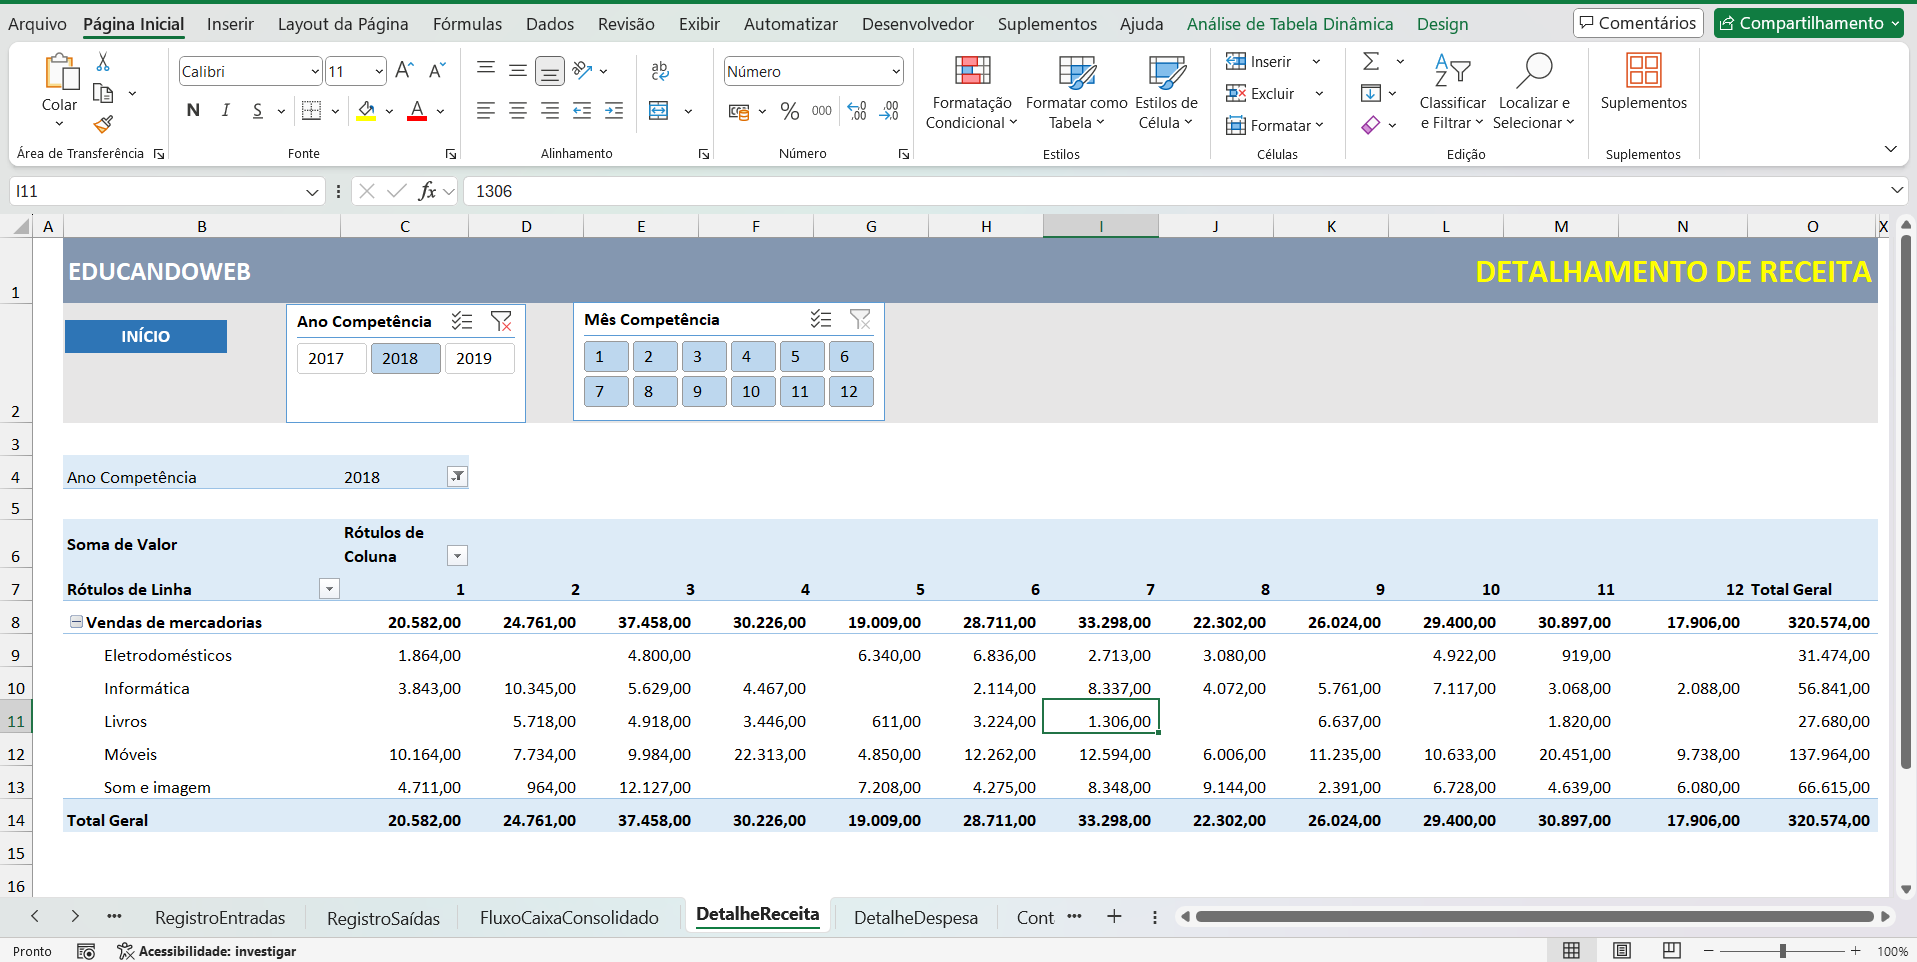 Arquivo Página Inicial Inserir Layout da Página Fórmulas Dados Revisão Exibir Automatizar Desenvolvedor Suplementos Ajuda Análise de Tabela Dinâmica Design Comentários Compartilhamento
Calibri 11 Número
Colar N I S A % 000 ,00
Formatação Condicional
Formatar como Tabela
Estilos de Célula
Inserir
Excluir
Formatar
Classificar e Filtrar
Localizar e Selecionar
Suplementos
Área de Transferência Fonte Alinhamento Número Estilos Células Edição Suplementos
I11 fx 1306
A B C D E F G H I J K L M N O X
1 EDUCANDOWEB DETALHAMENTO DE RECEITA
INÍCIO
Ano Competência
2017 2018 2019
Mês Competência
1 2 3 4 5 6
7 8 9 10 11 12
2
3
4 Ano Competência 2018
5
6 Soma de Valor Rótulos de Coluna
7 Rótulos de Linha 1 2 3 4 5 6 7 8 9 10 11 12 Total Geral
8 Vendas de mercadorias 20.582,00 24.761,00 37.458,00 30.226,00 19.009,00 28.711,00 33.298,00 22.302,00 26.024,00 29.400,00 30.897,00 17.906,00 320.574,00
9 Eletrodomésticos 1.864,00 4.800,00 6.340,00 6.836,00 2.713,00 3.080,00 4.922,00 919,00 31.474,00
10 Informática 3.843,00 10.345,00 5.629,00 4.467,00 2.114,00 8.337,00 4.072,00 5.761,00 7.117,00 3.068,00 2.088,00 56.841,00
11 Livros 5.718,00 4.918,00 3.446,00 611,00 3.224,00 1.306,00 6.637,00 1.820,00 27.680,00
12 Móveis 10.164,00 7.734,00 9.984,00 22.313,00 4.850,00 12.262,00 12.594,00 6.006,00 11.235,00 10.633,00 20.451,00 9.738,00 137.964,00
13 Som e imagem 4.711,00 964,00 12.127,00 7.208,00 4.275,00 8.348,00 9.144,00 2.391,00 6.728,00 4.639,00 6.080,00 66.615,00
14 Total Geral 20.582,00 24.761,00 37.458,00 30.226,00 19.009,00 28.711,00 33.298,00 22.302,00 26.024,00 29.400,00 30.897,00 17.906,00 320.574,00
15
16
RegistroEntradas RegistroSaídas FluxoCaixaConsolidado DetalheReceita DetalheDespesa Cont
Pronto Acessibilidade: investigar 100%